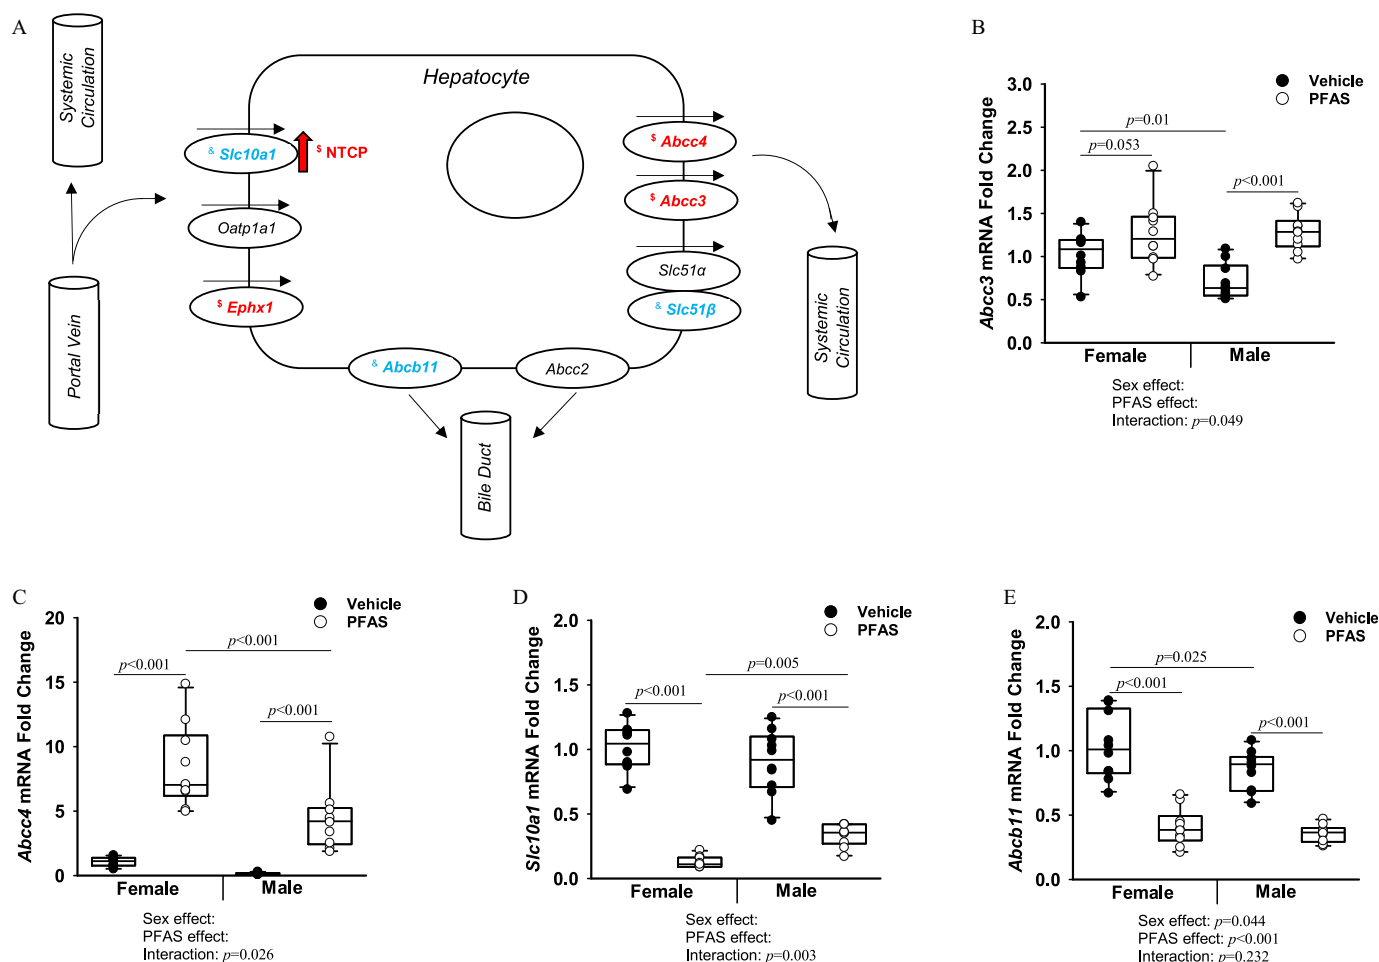 A
Systemic
Circulation
Hepatocyte
& Slc10a1
$ NTCP
Oatp1a1
$ Ephx1
Portal Vein
$ Abcc4
$ Abcc3
Slc51α
& Slc51β
& Abcb11
Abcc2
Bile Duct
Systemic
Circulation
B
Vehicle
PFAS
Abcc3 mRNA Fold Change
3.0
2.5
2.0
1.5
1.0
0.5
0.0
p=0.01
p=0.053
p<0.001
Female
Male
Sex effect:
PFAS effect:
Interaction: p=0.049
C
Vehicle
PFAS
Abcc4 mRNA Fold Change
20
15
10
5
0
p<0.001
p<0.001
p<0.001
Female
Male
Sex effect:
PFAS effect:
Interaction: p=0.026
D
Vehicle
PFAS
Slc10a1 mRNA Fold Change
2.0
1.5
1.0
0.5
0.0
p=0.005
p<0.001
p<0.001
Female
Male
Sex effect:
PFAS effect:
Interaction: p=0.003
E
Vehicle
PFAS
Abcb11 mRNA Fold Change
2.0
1.5
1.0
0.5
0.0
p=0.025
p<0.001
p<0.001
Female
Male
Sex effect: p=0.044
PFAS effect: p<0.001
Interaction: p=0.232